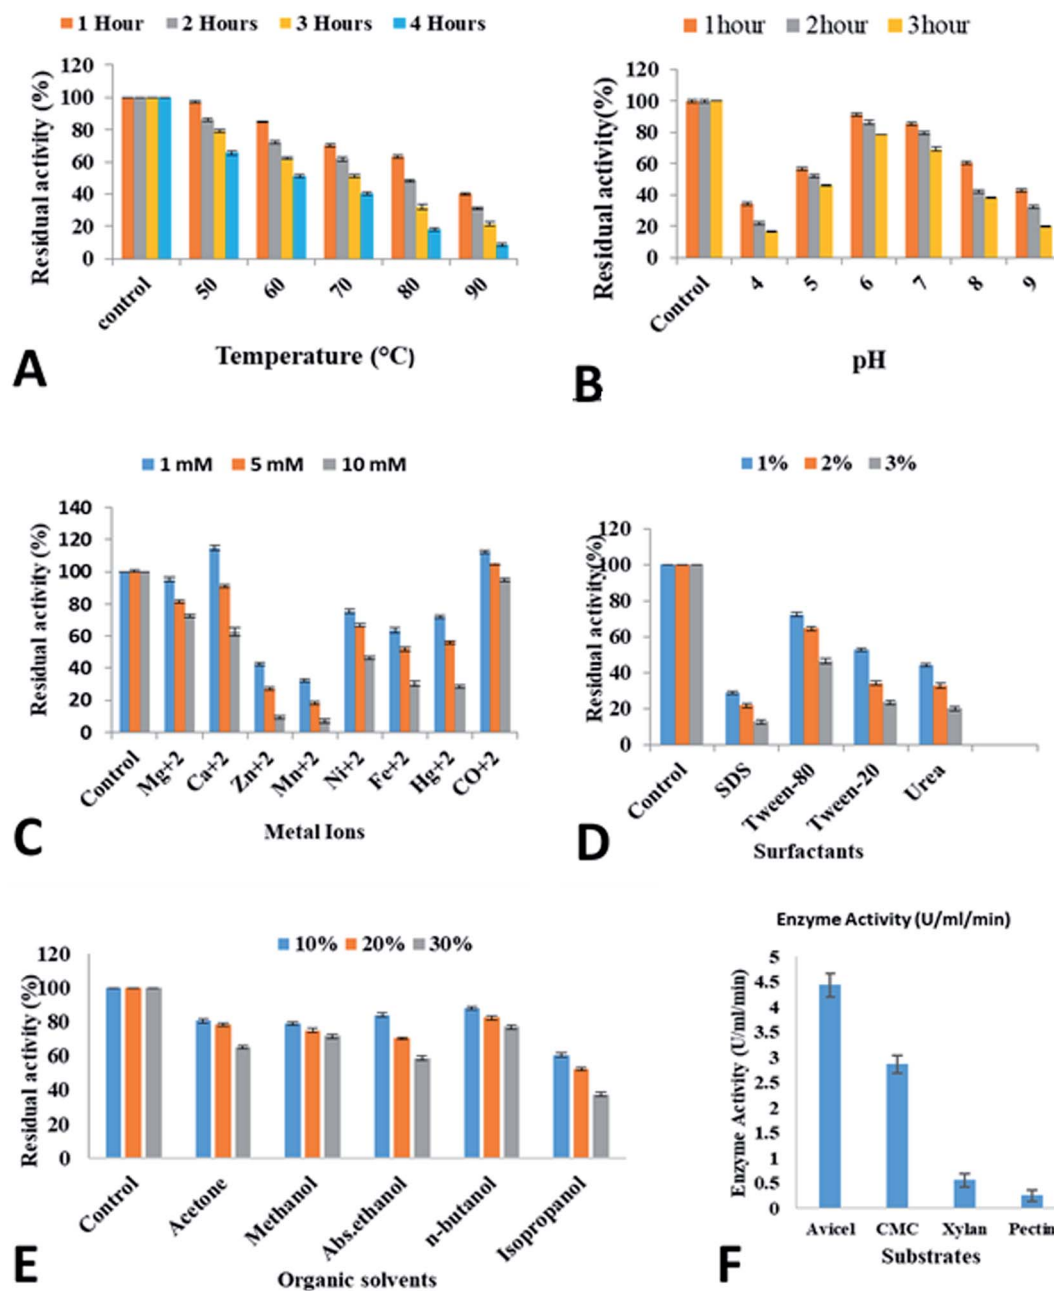 1 Hour 2 Hours 3 Hours 4 Hours
Residual activity (%)
120
100
80
60
40
20
0
control 50 60 70 80 90
Temperature (°C)
A
1hour 2hour 3hour
Residual activity(%)
120
100
80
60
40
20
0
Control 4 5 6 7 8 9
pH
B
1 mM 5 mM 10 mM
Residual activity (%)
140
120
100
80
60
40
20
0
Control Mg+2 Ca+2 Zn+2 Mn+2 Ni+2 Fe+2 Hg+2 CO+2
Metal Ions
C
1% 2% 3%
Residual activity(%)
120
100
80
60
40
20
0
Control SDS Tween-80 Tween-20 Urea
Surfactants
D
10% 20% 30%
Residual activity (%)
120
100
80
60
40
20
0
Control Acetone Methanol Abs.ethanol n-butanol Isopropanol
Organic solvents
E
Enzyme Activity (U/ml/min)
Enzyme Activity (U/ml/min)
5
4.5
4
3.5
3
2.5
2
1.5
1
0.5
0
Avicel CMC Xylan Pectin
Substrates
F